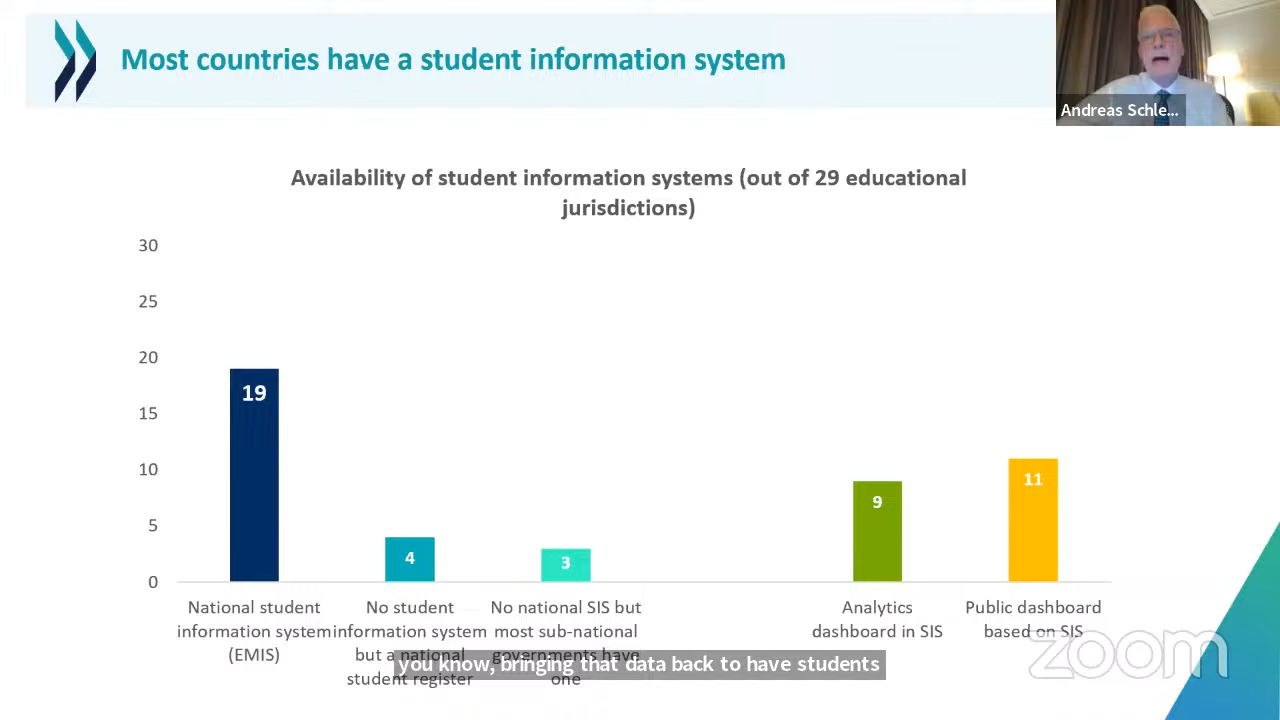 Most countries have a student information system
Andreas Schle...
Availability of student information systems (out of 29 educational
jurisdictions)
30
25
20
15
10
5
0
19
4
3
9
11
National student
information system
(EMIS)
No student
information system
but a national
student register
No national SIS but
most sub-national
governments have
one
Analytics
dashboard in SIS
Public dashboard
based on SIS
you know, bringing that data back to have students
zoom